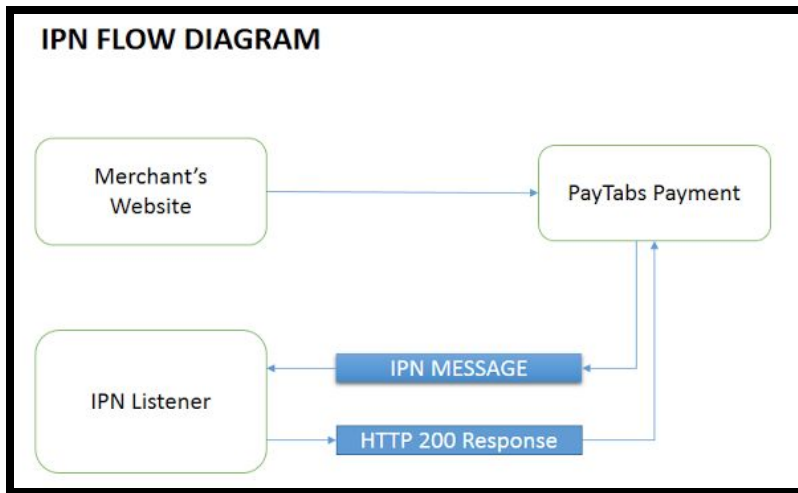 IPN FLOW DIAGRAM
Merchant's
Website
PayTabs Payment
IPN MESSAGE
IPN Listener
HTTP 200 Response